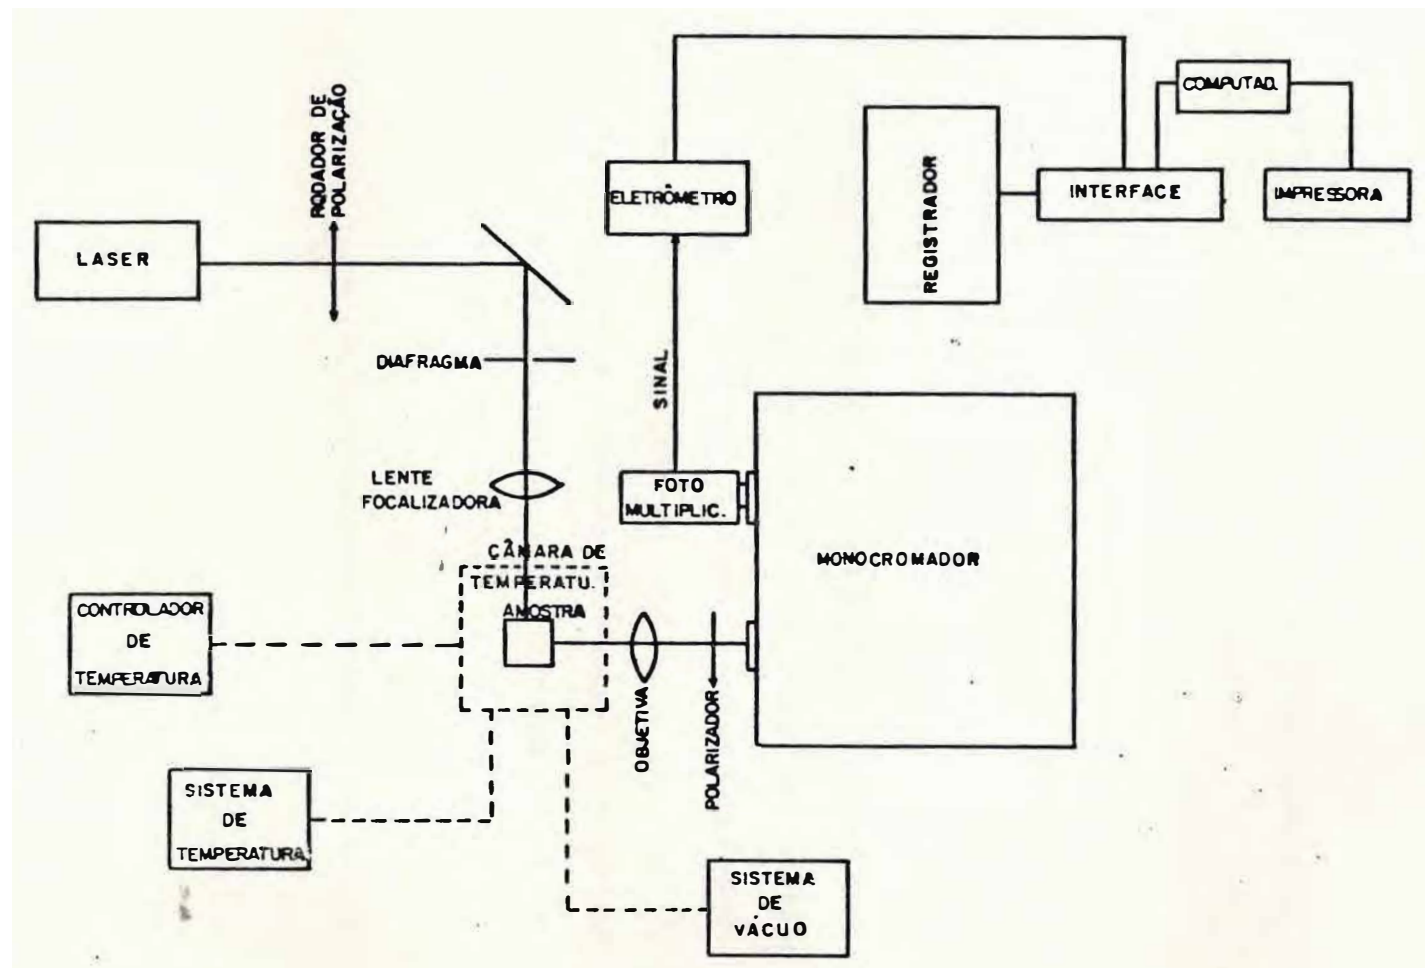 RODADOR DE
POLARIZAÇÃO
LASER
DIAFRAGMA
LENTE
FOCALIZADORA
CÂMARA DE
TEMPERATU.
AMOSTRA
CONTROLADOR
DE
TEMPERATURA
SISTEMA
DE
TEMPERATURA
SISTEMA
DE
VÁCUO
OBJETIVA
POLARIZADOR
MONOCROMADOR
FOTO
MULTIPLIC.
SINAL
ELETRÔMETRO
REGISTRADOR
INTERFACE
COMPUTAD.
IMPRESSORA